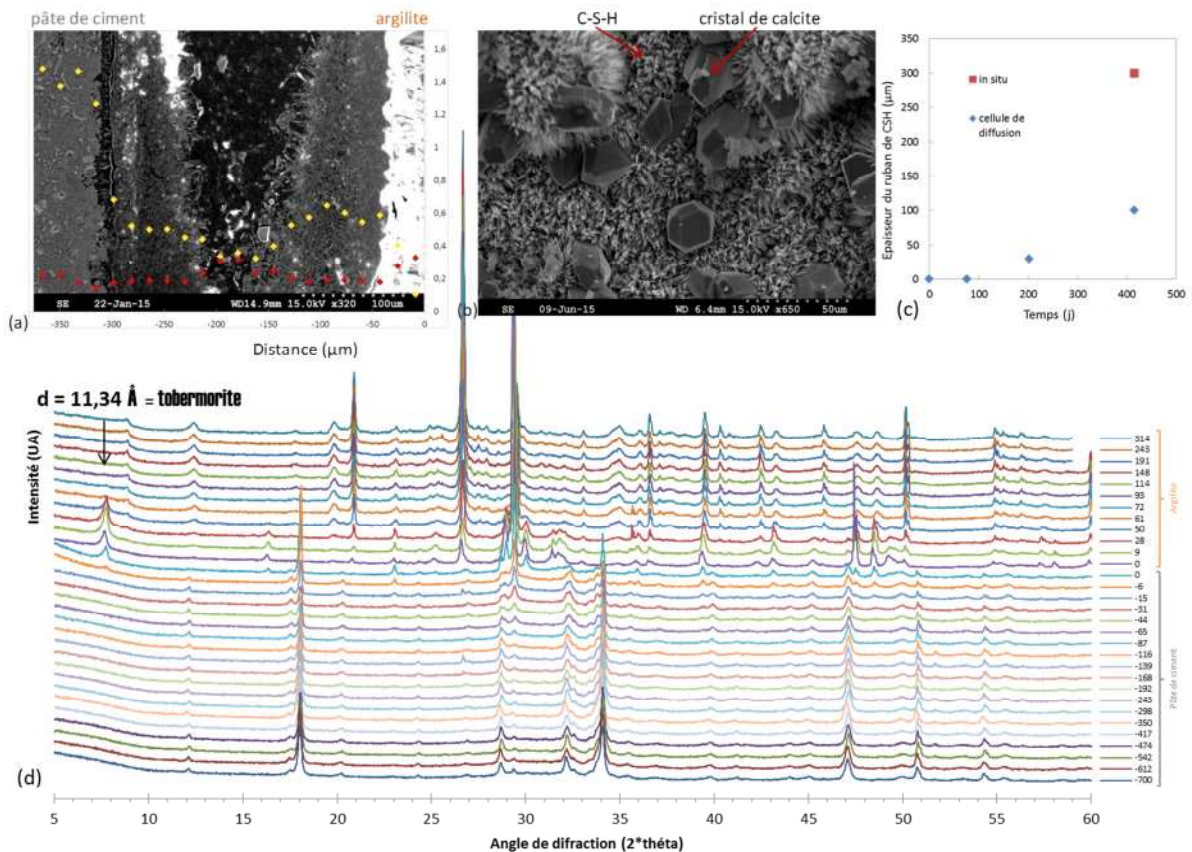 pâte de ciment argilite
1,6
1,4
1,2
1
0,8
0,6
0,4
0,2
0
SE 22-Jan-15 WD14.9mm 15.0kV x320 100um
(a)
-350 -300 -250 -200 -150 -100 -50 0
Distance (µm)
C-S-H cristal de calcite
SE 09-Jun-15 WD 6.4mm 15.0kV x650 50um
(b)
Epaisseur du ruban de CSH (µm)
350
300
250
200
150
100
50
0
in situ
cellule de
diffusion
0 100 200 300 400 500
Temps (j)
(c)
d = 11,34 Å = tobermorite
Intensité (UA)
314
243
191
148
114
93
72
61
50
28
9
0
0
-6
-15
-31
-44
-65
-87
-116
-139
-168
-192
-243
-298
-350
-417
-474
-542
-612
-700
Argilite
Pâte de ciment
(d)
5 10 15 20 25 30 35 40 45 50 55 60
Angle de difraction (2*théta)